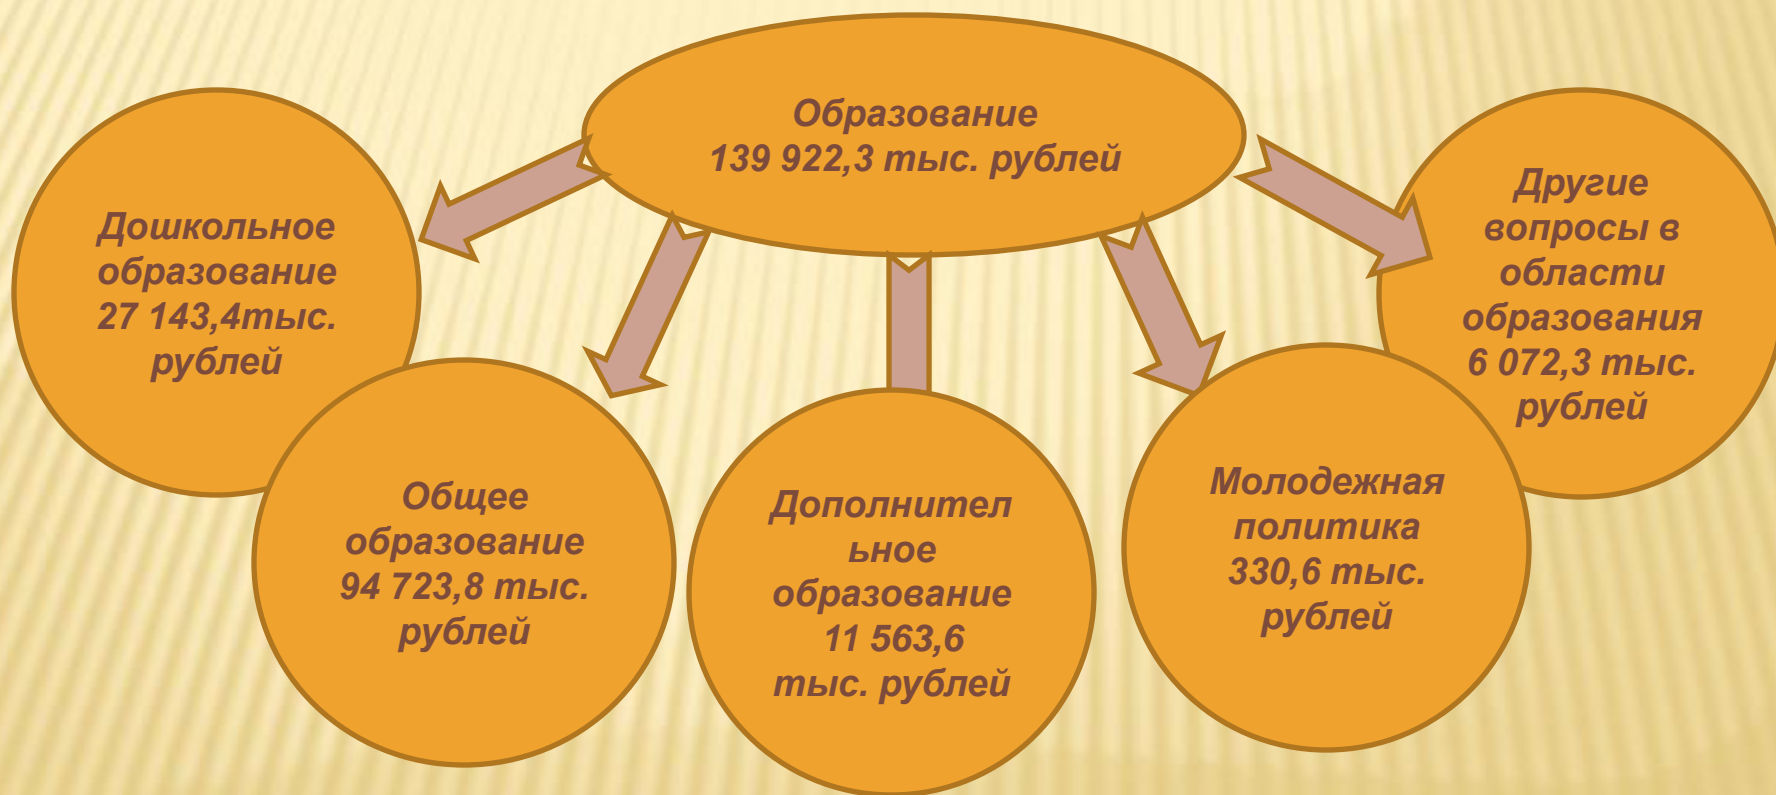 Образование
139 922,3 тыс. рублей
Дошкольное
образование
27 143,4тыс.
рублей
Общее
образование
94 723,8 тыс.
рублей
Дополнител
ьное
образование
11 563,6
тыс. рублей
Молодежная
политика
330,6 тыс.
рублей
Другие
вопросы в
области
образования
6 072,3 тыс.
рублей